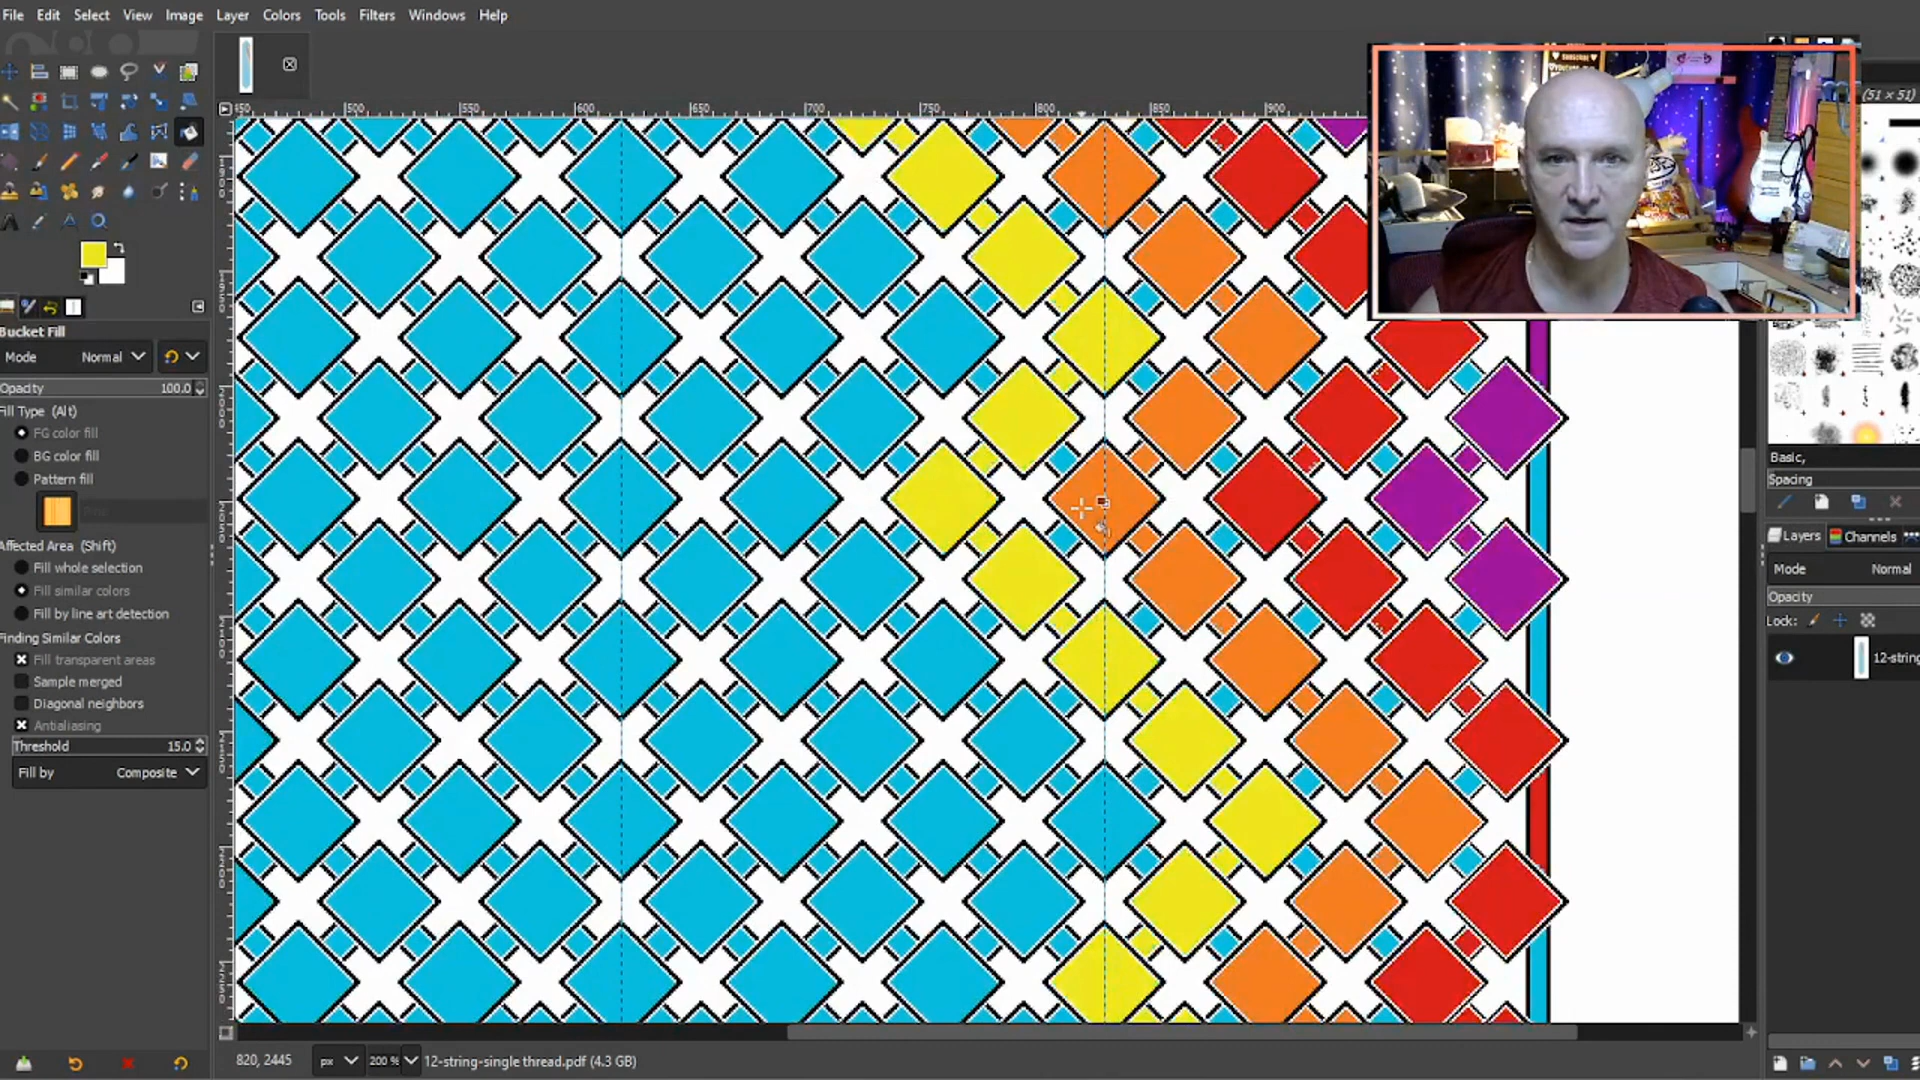 File Edit Select View Image Layer Colors Tools Filters Windows Help
SUBSCRIBE
(51 × 51)
500 550 600 650 700 750 800 850 900
Bucket Fill
Mode Normal
Opacity 100.0
Fill Type (Alt)
FG color fill
BG color fill
Pattern fill
Affected Area (Shift)
Fill whole selection
Fill similar colors
Fill by line art detection
Finding Similar Colors
Fill transparent areas
Sample merged
Diagonal neighbors
Antialiasing
Threshold 15.0
Fill by Composite
Basic,
Spacing
Layers Channels
Mode Normal
Opacity
Lock:
12-string
820, 2445 px 200 % 12-string-single thread.pdf (4.3 GB)